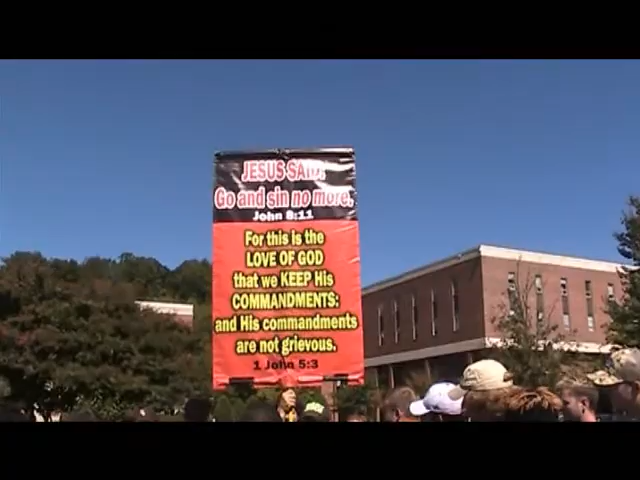 JESUS SAID:
Go and sin no more.
John 8:11
For this is the
LOVE OF GOD
that we KEEP His
COMMANDMENTS:
and His commandments
are not grievous.
1 John 5:3